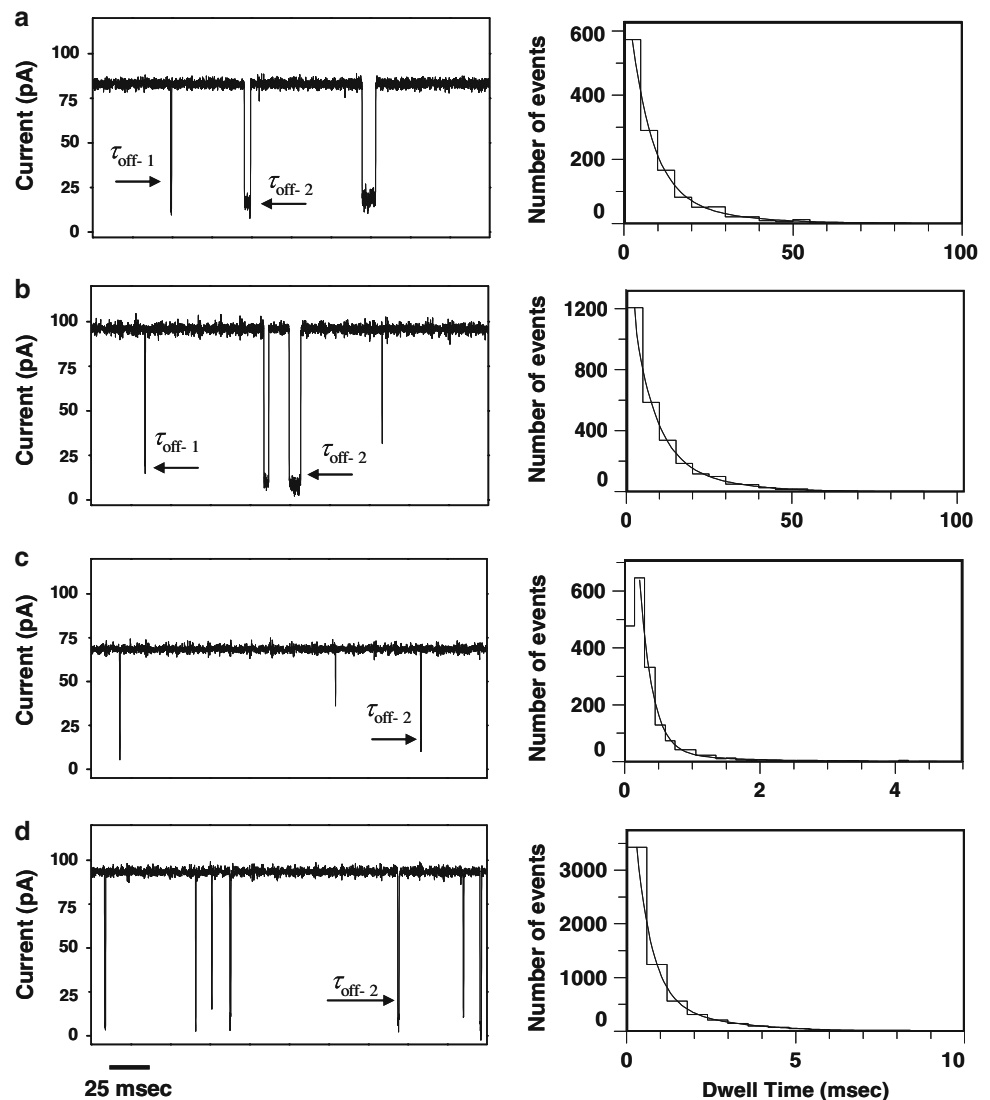 a
Current (pA)
100
75
50
25
0
τoff- 1
τoff- 2
Number of events
600
400
200
0
0
50
100
b
Current (pA)
100
75
50
25
0
τoff- 1
τoff- 2
Number of events
1200
800
400
0
0
50
100
c
Current (pA)
100
75
50
25
0
τoff- 2
Number of events
600
400
200
0
0
2
4
d
Current (pA)
100
75
50
25
0
τoff- 2
25 msec
Number of events
3000
2000
1000
0
0
5
10
Dwell Time (msec)